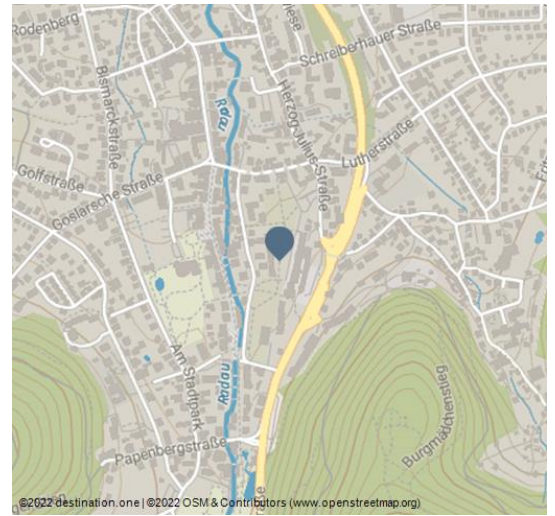 Rodenberg
Schreiberhauer Straße
Bismarckstraße
Radau
Herzog-Julius-Straße
Lutherstraße
Golfstraße
Goslarsche Straße
Am Stadtpark
Radau
Burgmädchenstieg
Papenbergstraße
©2022 destination.one | ©2022 OSM & Contributors (www.openstreetmap.org)